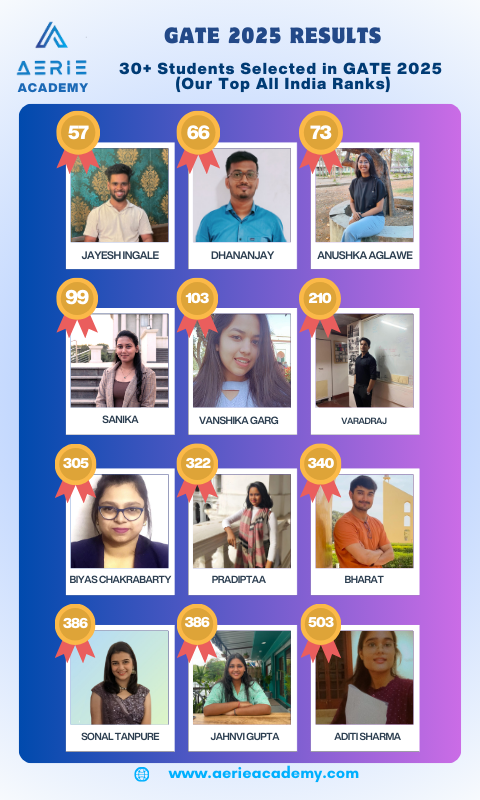 AERIE
ACADEMY
GATE 2025 RESULTS
30+ Students Selected in GATE 2025
(Our Top All India Ranks)
57
66
73
JAYESH INGALE
DHANANJAY
ANUSHKA AGLAWE
99
103
210
SANIKA
VANSHIKA GARG
VARADRAJ
305
322
340
BIYAS CHAKRABARTY
PRADIPTAA
BHARAT
386
386
503
SONAL TANPURE
JAHNVI GUPTA
ADITI SHARMA
www.aerieacademy.com